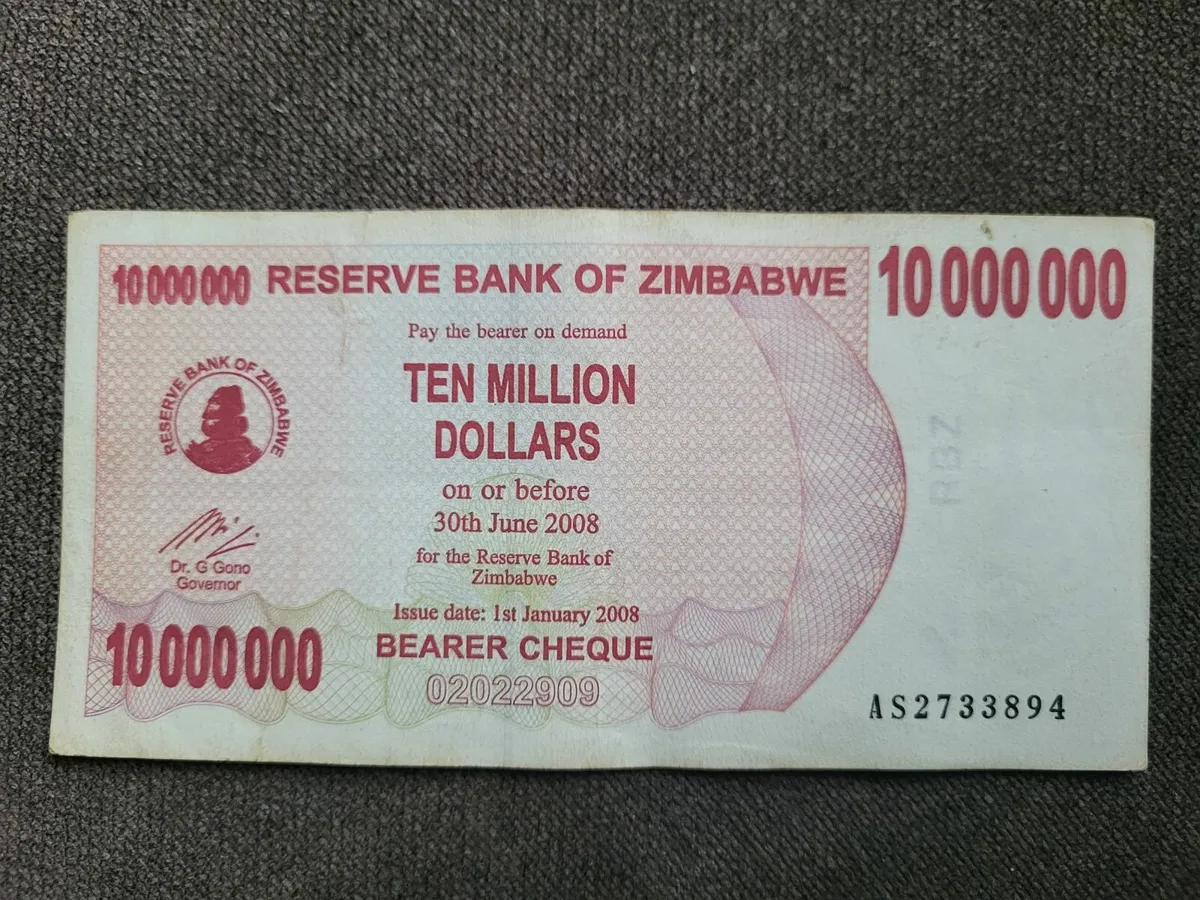 10 000 000 RESERVE BANK OF ZIMBABWE 10 000 000
Pay the bearer on demand
TEN MILLION
DOLLARS
RESERVE BANK OF ZIMBABWE
on or before
30th June 2008
for the Reserve Bank of
Zimbabwe
Dr. G Gono
Governor
Issue date: 1st January 2008
10 000 000
BEARER CHEQUE
02022909
RBZ
AS2733894